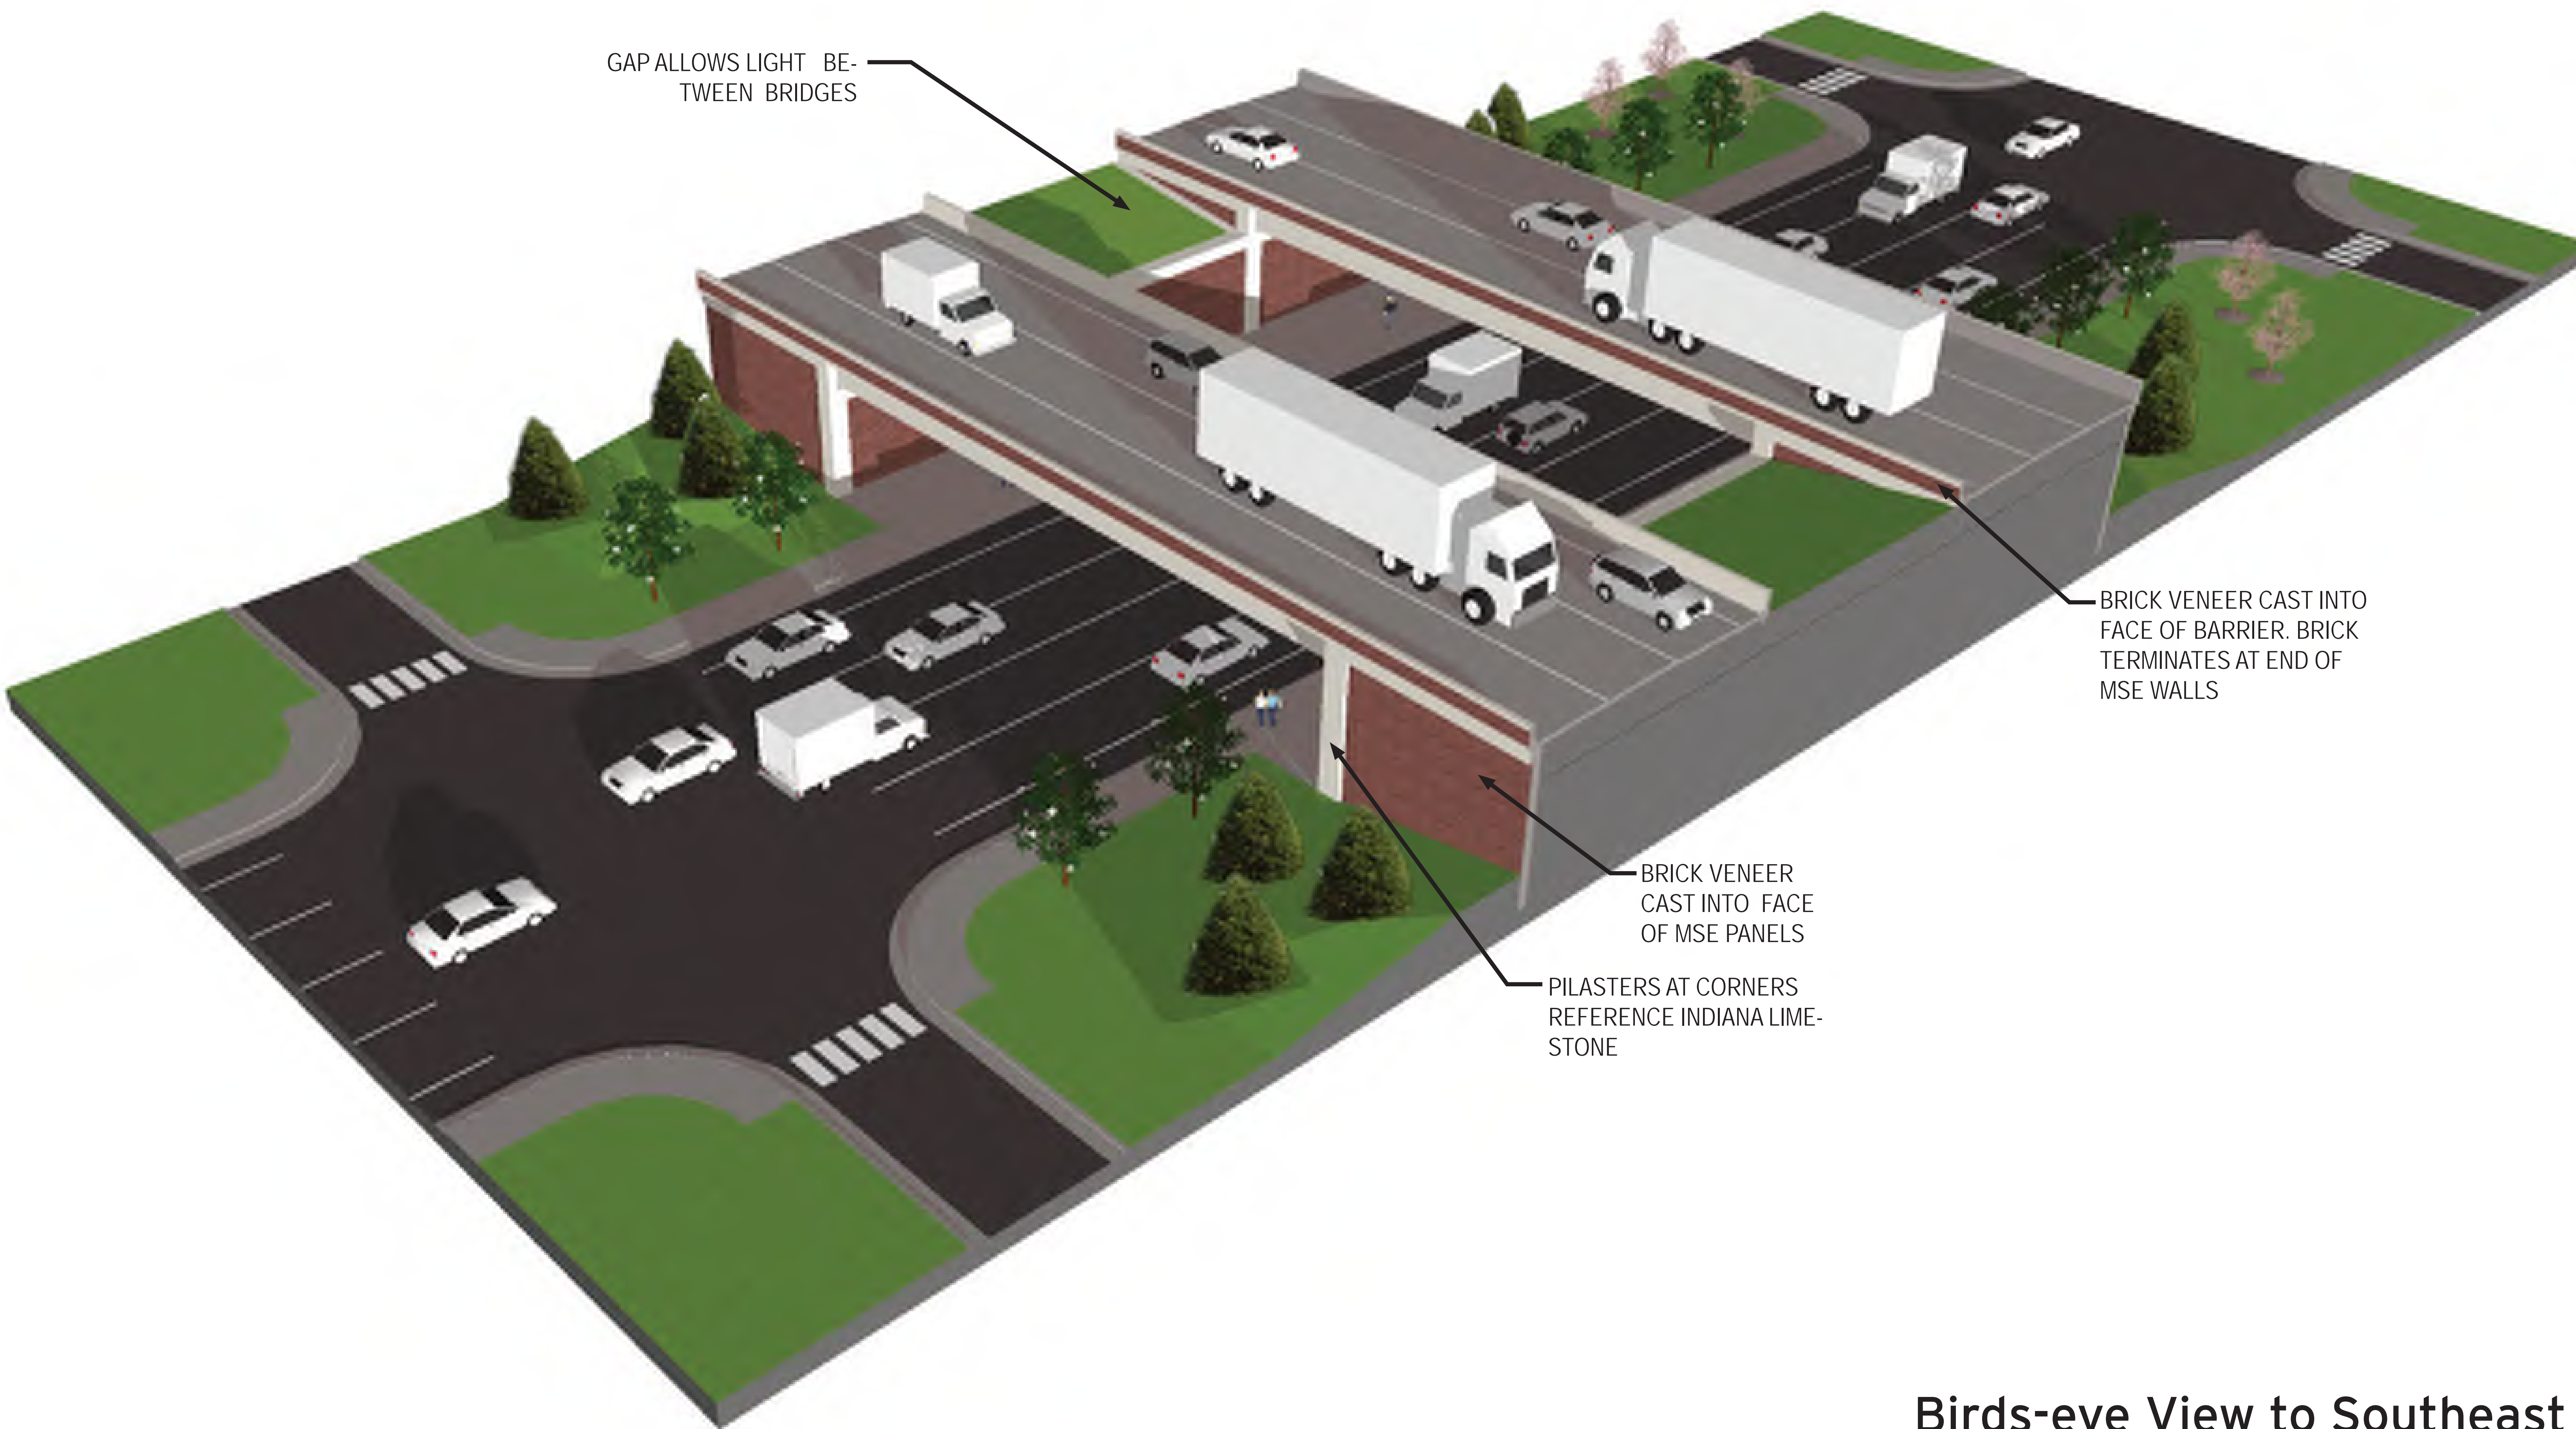 GAP ALLOWS LIGHT BE-
TWEEN BRIDGES
BRICK VENEER CAST INTO
FACE OF BARRIER. BRICK
TERMINATES AT END OF
MSE WALLS
BRICK VENEER
CAST INTO FACE
OF MSE PANELS
PILASTERS AT CORNERS
REFERENCE INDIANA LIME-
STONE
Birds-eye View to Southeast